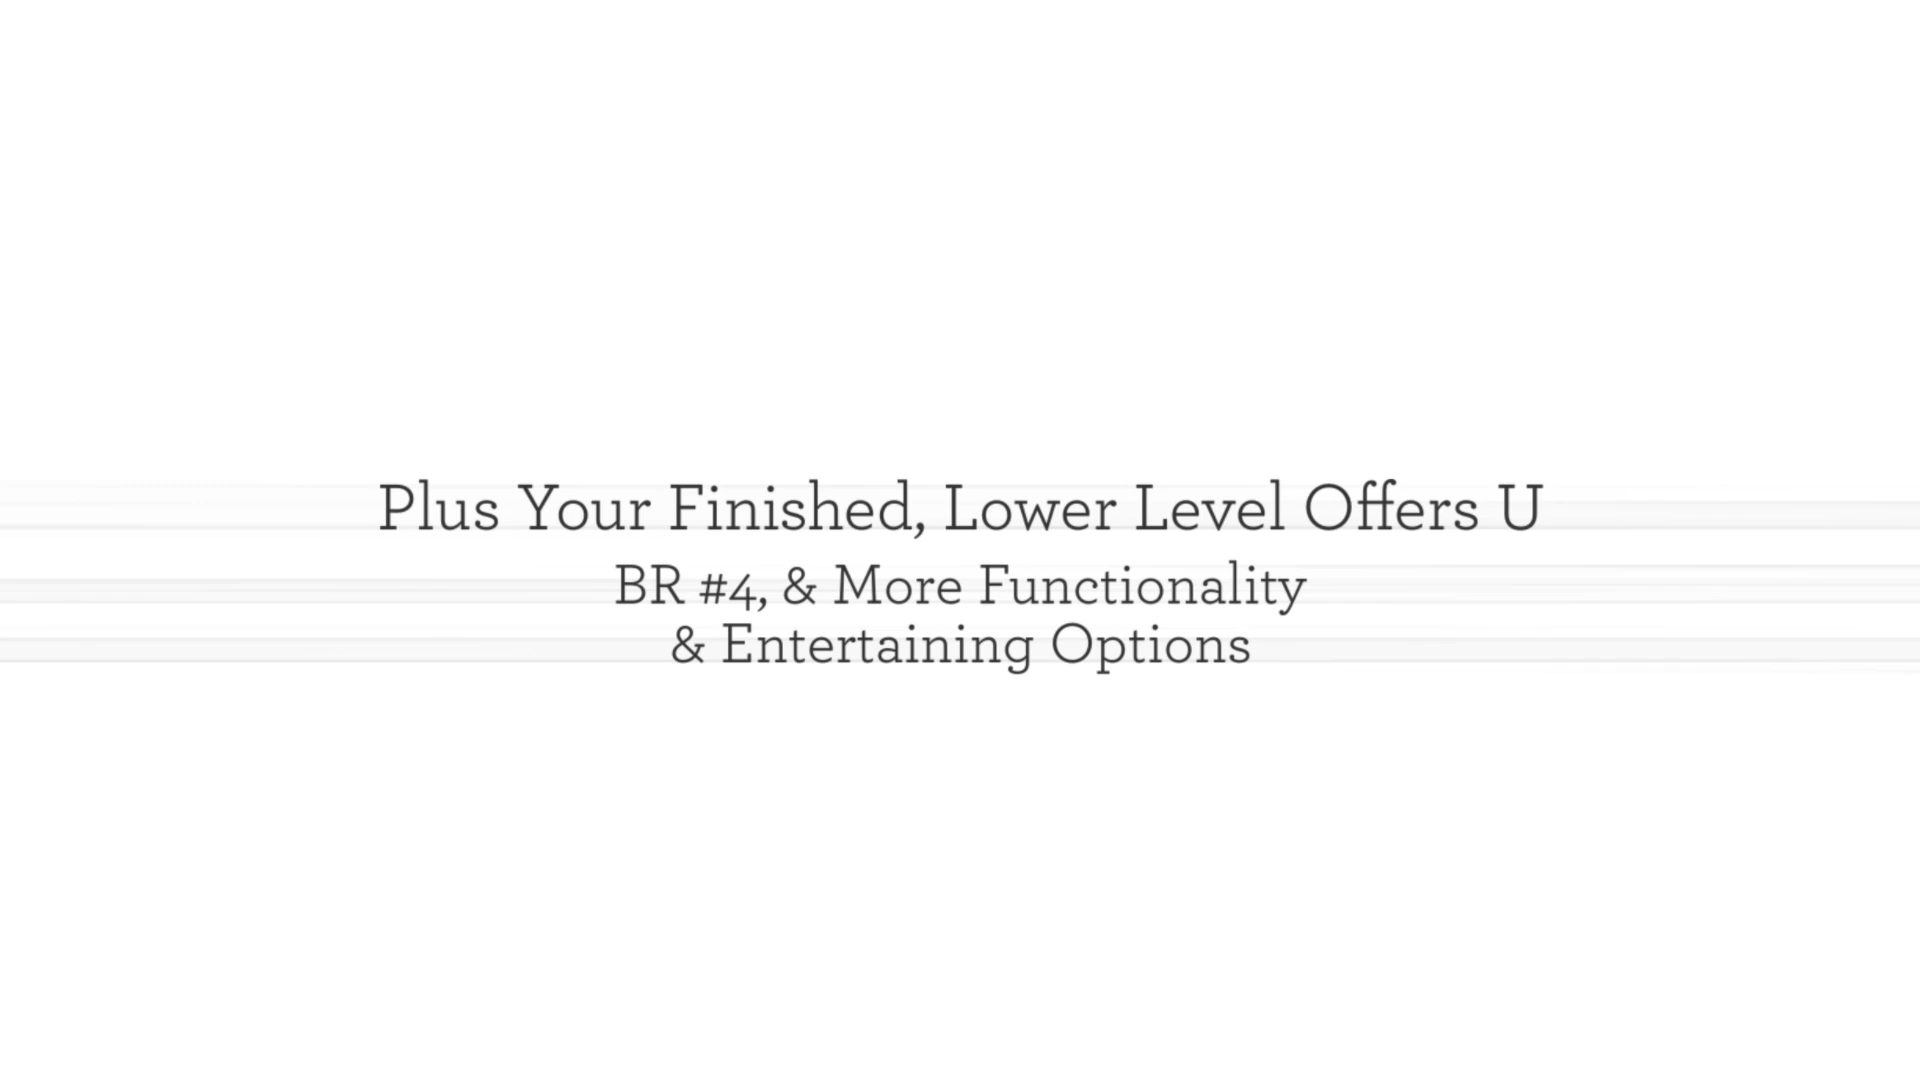 Plus Your Finished, Lower Level Offers U
BR #4, & More Functionality
& Entertaining Options